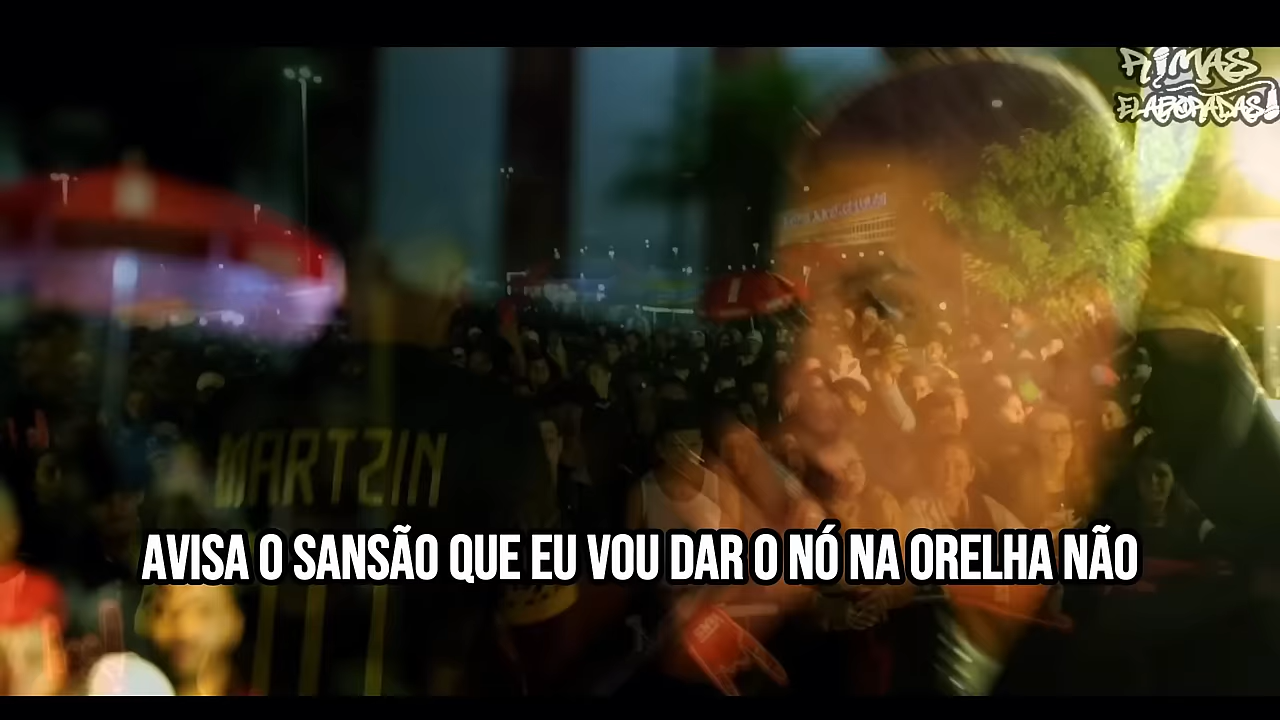 RIMAS
ELABORADAS!
MARTZIN
AVISA O SANSÃO QUE EU VOU DAR O NÓ NA ORELHA NÃO